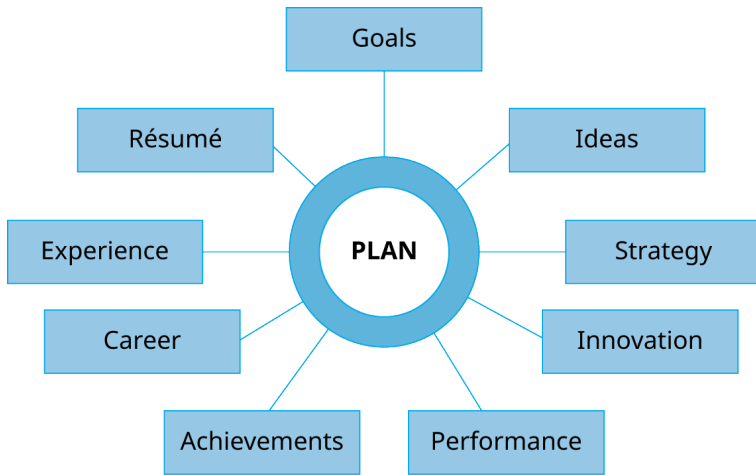 Goals
Résumé
Ideas
Experience
PLAN
Strategy
Career
Innovation
Achievements
Performance